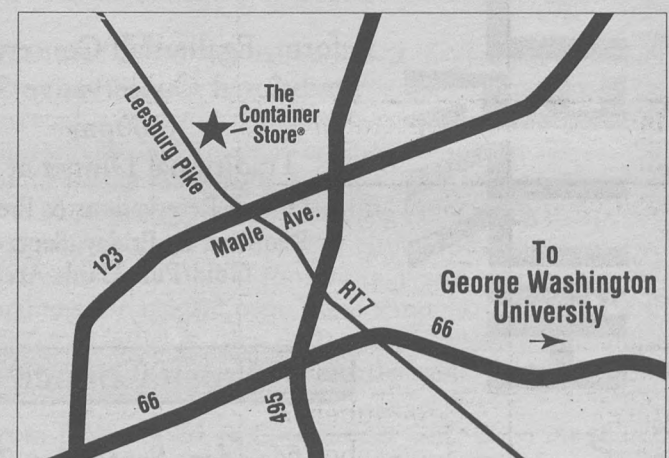 The
Container
Store®
Leesburg Pike
Maple Ave.
123
RT7
To
George Washington
University
66
66
495